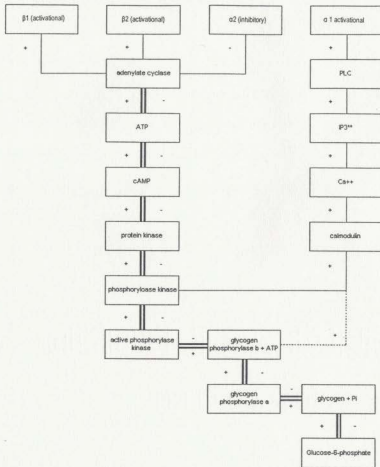 β1 (activational)
β2 (activational)
α2 (inhibitory)
α 1 activational
+
+
-
+
adenylate cyclase
PLC
+ -
+
ATP
IP3**
+ -
+
cAMP
Ca++
+ -
+
protein kinase
calmodulin
+ -
+
phosphoryloase kinase
+ -
active phosphorylase
kinase
-
+
glycogen
phosphorylase b + ATP
+
+ -
glycogen
phosphorylase a
-
+
glycogen + Pi
+ -
Glucose-6-phosphate